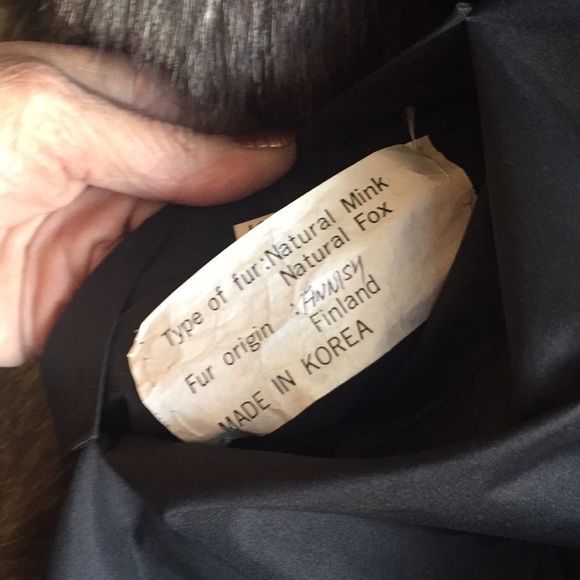 Type of fur:Natural Mink
Natural Fox
Fur origin :
Finland
MADE IN KOREA